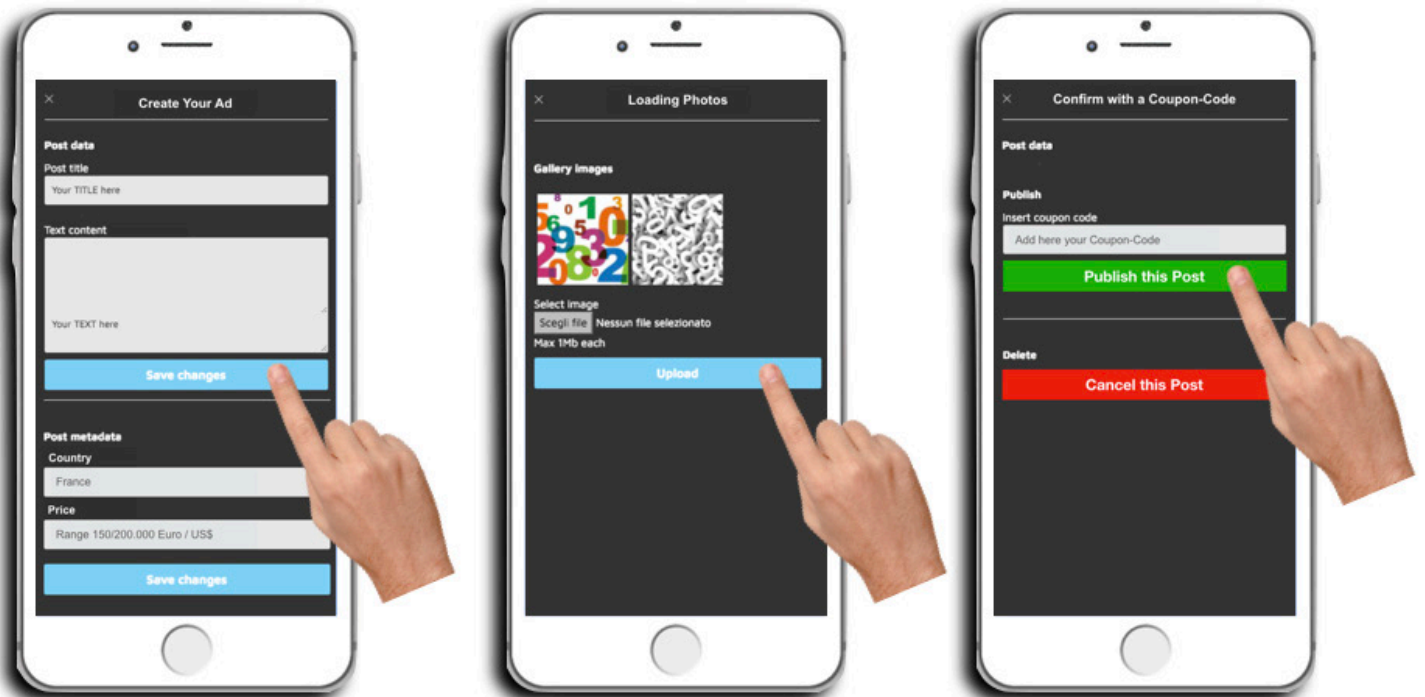 Create Your Ad
Post data
Post title
Your TITLE here
Text content
Your TEXT here
Save changes
Post metadata
Country
France
Price
Range 150/200.000 Euro / US$
Save changes
Loading Photos
Gallery images
Select image
Scegli file Nessun file selezionato
Max 1Mb each
Upload
Confirm with a Coupon-Code
Post data
Publish
Insert coupon code
Add here your Coupon-Code
Publish this Post
Delete
Cancel this Post